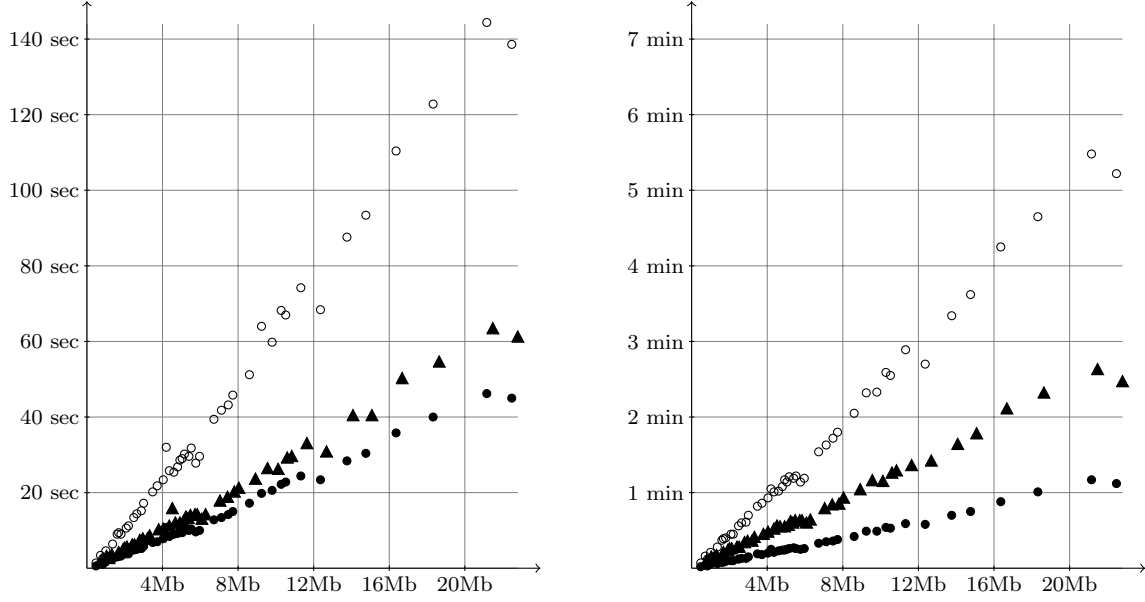 140 sec
120 sec
100 sec
80 sec
60 sec
40 sec
20 sec
4Mb 8Mb 12Mb 16Mb 20Mb
7 min
6 min
5 min
4 min
3 min
2 min
1 min
4Mb 8Mb 12Mb 16Mb 20Mb